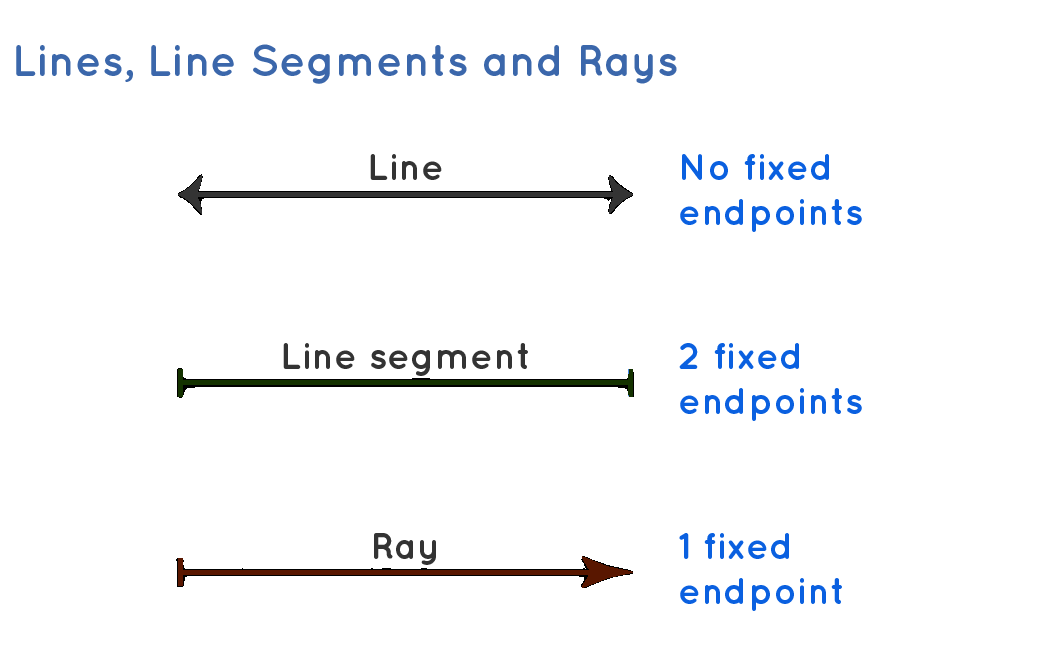 Lines, Line Segments and Rays
Line
No fixed
endpoints
Line segment
2 fixed
endpoints
Ray
1 fixed
endpoint